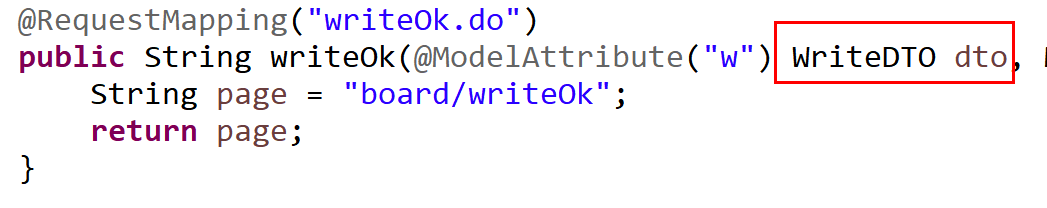 @RequestMapping("writeOk.do")
public String writeOk(@ModelAttribute("w") WriteDTO dto,
String page = "board/writeOk";
return page;
}